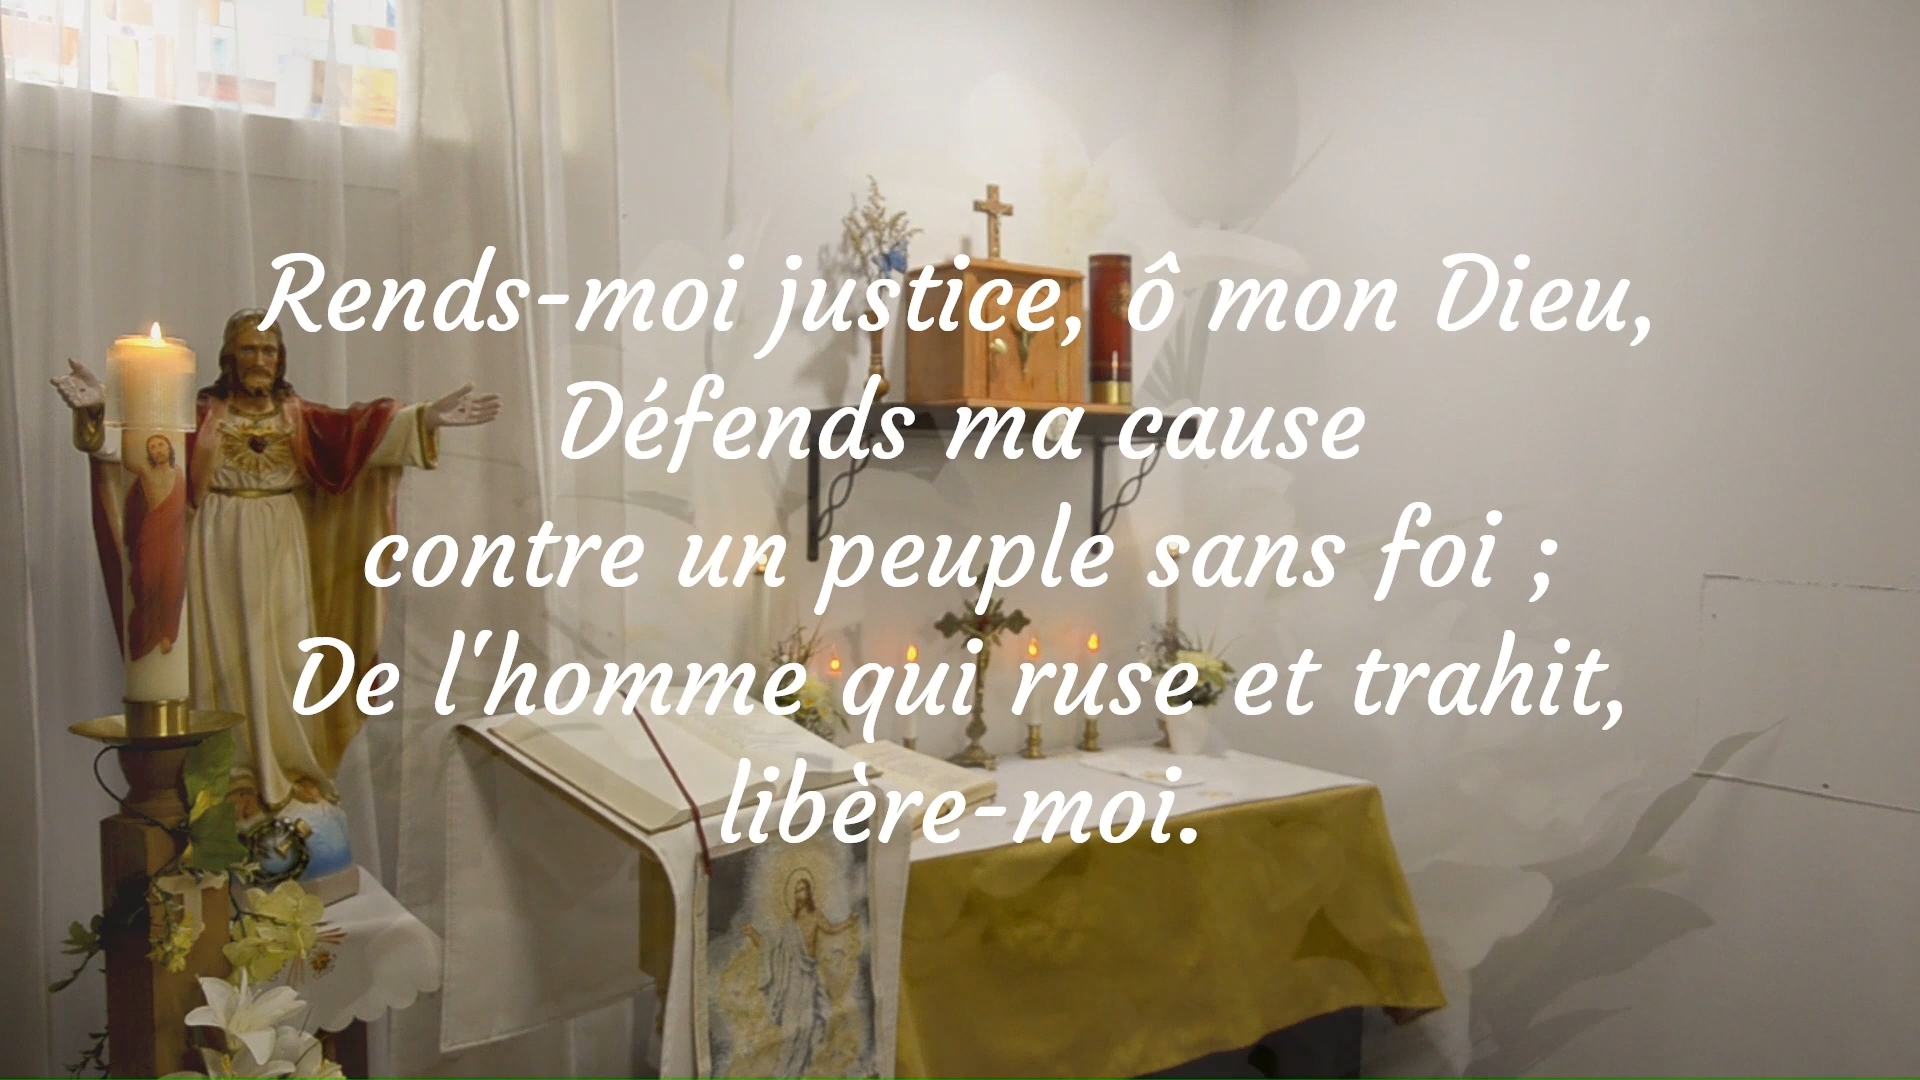 Rends-moi justice, ô mon Dieu,
Défends ma cause
contre un peuple sans foi ;
De l'homme qui ruse et trahit,
libère-moi.